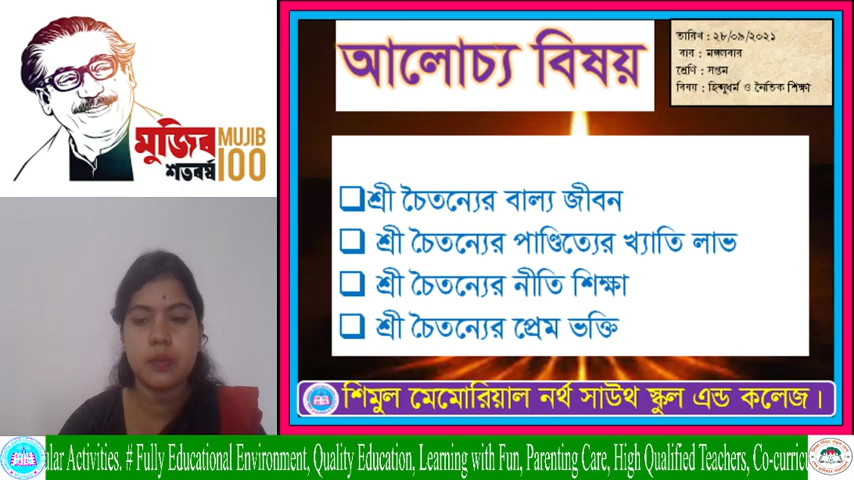 মুজিব
শতবর্ষ
MUJIB
100
আলোচ্য বিষয়
তারিখ : ২৮/০৯/২০২১
বার : মঙ্গলবার
শ্রেণি : সপ্তম
বিষয় : হিন্দুধর্ম ও নৈতিক শিক্ষা
শ্রী চৈতন্যের বাল্য জীবন
শ্রী চৈতন্যের পাণ্ডিত্যের খ্যাতি লাভ
শ্রী চৈতন্যের নীতি শিক্ষা
শ্রী চৈতন্যের প্রেম ভক্তি
শিমুল মেমোরিয়াল নর্থ সাউথ স্কুল এন্ড কলেজ।
ular Activities. # Fully Educational Environment, Quality Education, Learning with Fun, Parenting Care, High Qualified Teachers, Co-curricu